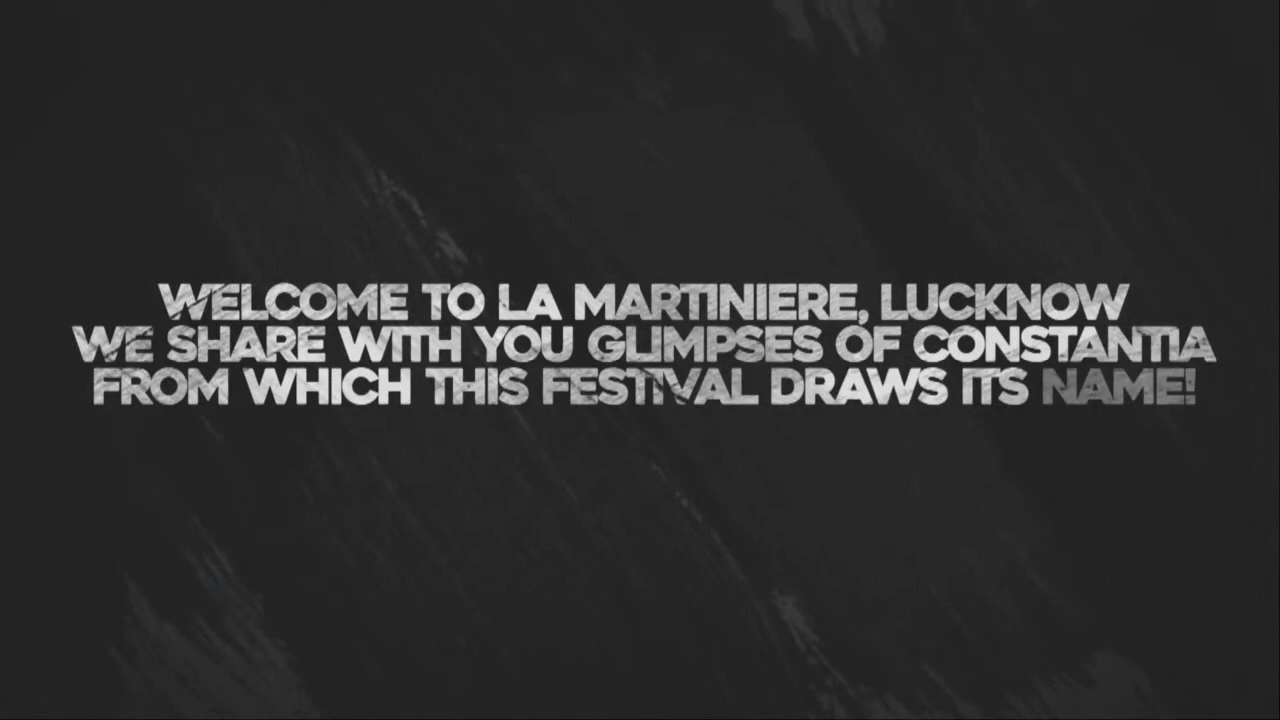 WELCOME TO LA MARTINIERE, LUCKNOW
WE SHARE WITH YOU GLIMPSES OF CONSTANTIA
FROM WHICH THIS FESTIVAL DRAWS ITS NAME!